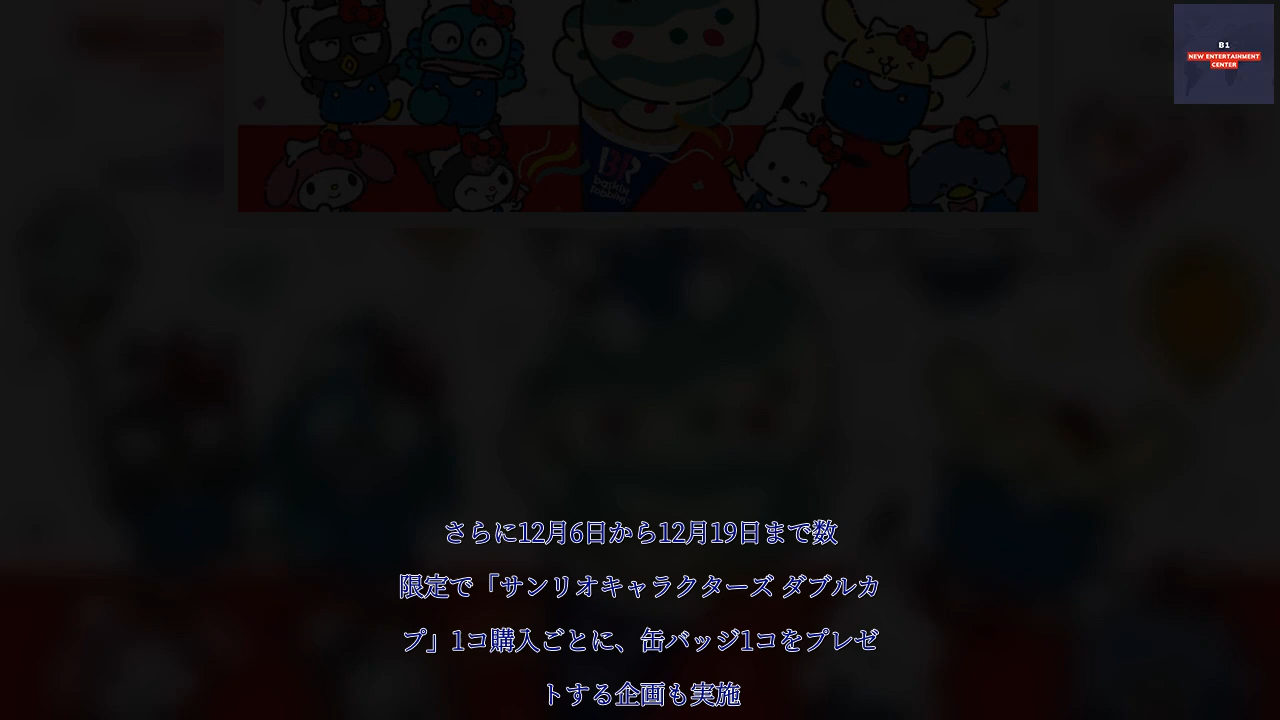 B1
NEW ENTERTAINMENT
CENTER
BR
baskin
robbins
さらに12月6日から12月19日まで数
限定で「サンリオキャラクターズ ダブルカ
プ」1コ購入ごとに、缶バッジ1コをプレゼ
トする企画も実施